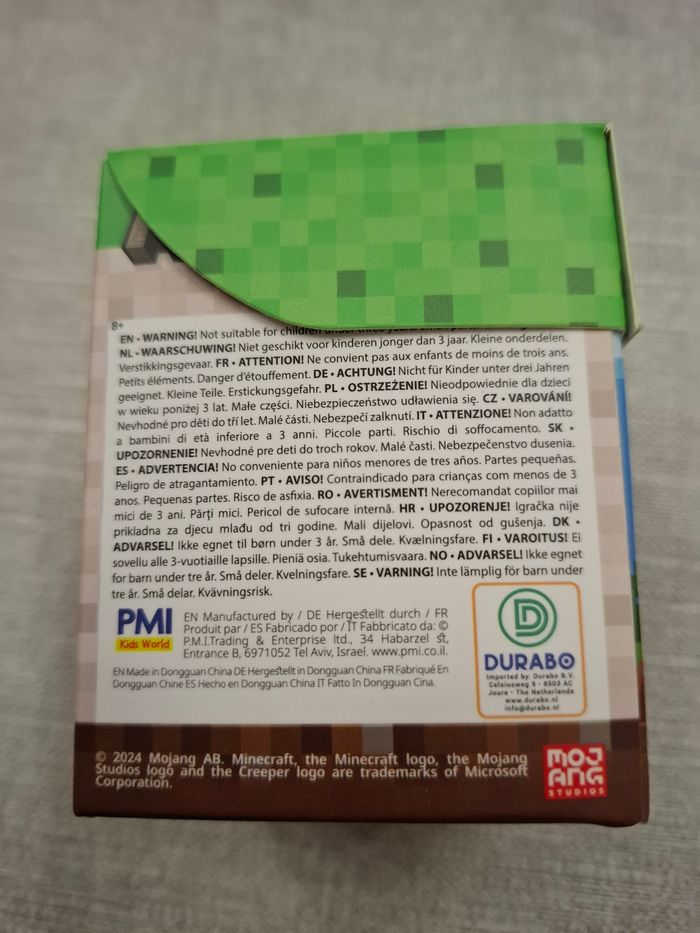 8+
EN • WARNING! Not suitable for children under three years.
NL • WAARSCHUWING! Niet geschikt voor kinderen jonger dan 3 jaar. Kleine onderdelen.
Verstikkingsgevaar. FR • ATTENTION! Ne convient pas aux enfants de moins de trois ans.
Petits éléments. Danger d'étouffement. DE • ACHTUNG! Nicht für Kinder unter drei Jahren
geeignet. Kleine Teile. Erstickungsgefahr. PL • OSTRZEŻENIE! Nieodpowiednie dla dzieci
w wieku poniżej 3 lat. Małe części. Niebezpieczeństwo udławienia się. CZ • VAROVÁNÍ!
Nevhodné pro děti do tří let. Malé části. Nebezpečí zalknutí. IT • ATTENZIONE! Non adatto
a bambini di età inferiore a 3 anni. Piccole parti. Rischio di soffocamento. SK •
UPOZORNENIE! Nevhodné pre deti do troch rokov. Malé časti. Nebezpečenstvo dusenia.
ES • ADVERTENCIA! No conveniente para niños menores de tres años. Partes pequeñas.
Peligro de atragantamiento. PT • AVISO! Contraindicado para crianças com menos de 3
anos. Pequenas partes. Risco de asfixia. RO • AVERTISMENT! Nerecomandat copiilor mai
mici de 3 ani. Părți mici. Pericol de sufocare internă. HR • UPOZORENJE! Igračka nije
prikladna za djecu mlađu od tri godine. Mali dijelovi. Opasnost od gušenja. DK •
ADVARSEL! Ikke egnet til børn under 3 år. Små dele. Kvælningsfare. FI • VAROITUS! Ei
sovellu alle 3-vuotiaille lapsille. Pieniä osia. Tukehtumisvaara. NO • ADVARSEL! Ikke egnet
for barn under tre år. Små deler. Kvelningsfare. SE • VARNING! Inte lämplig för barn under
tre år. Små delar. Kvävningsrisk.
PMI
Kids World
EN Manufactured by / DE Hergestellt durch / FR
Produit par / ES Fabricado por / IT Fabbricato da: ©
P.M.I.Trading & Enterprise ltd., 34 Habarzel st,
Entrance B, 6971052 Tel Aviv, Israel. www.pmi.co.il.
EN Made in Dongguan China DE Hergestellt in Dongguan China FR Fabriqué En
Dongguan Chine ES Hecho en Dongguan China IT Fatto In Dongguan Cina.
DURABO
Imported by: Durabo B.V.
Celsiusweg 9 • 8503 AC
Joure • The Netherlands
www.durabo.nl
info@durabo.nl
© 2024 Mojang AB. Minecraft, the Minecraft logo, the Mojang
Studios logo and the Creeper logo are trademarks of Microsoft
Corporation.
MOJ
ANG
STUDIOS